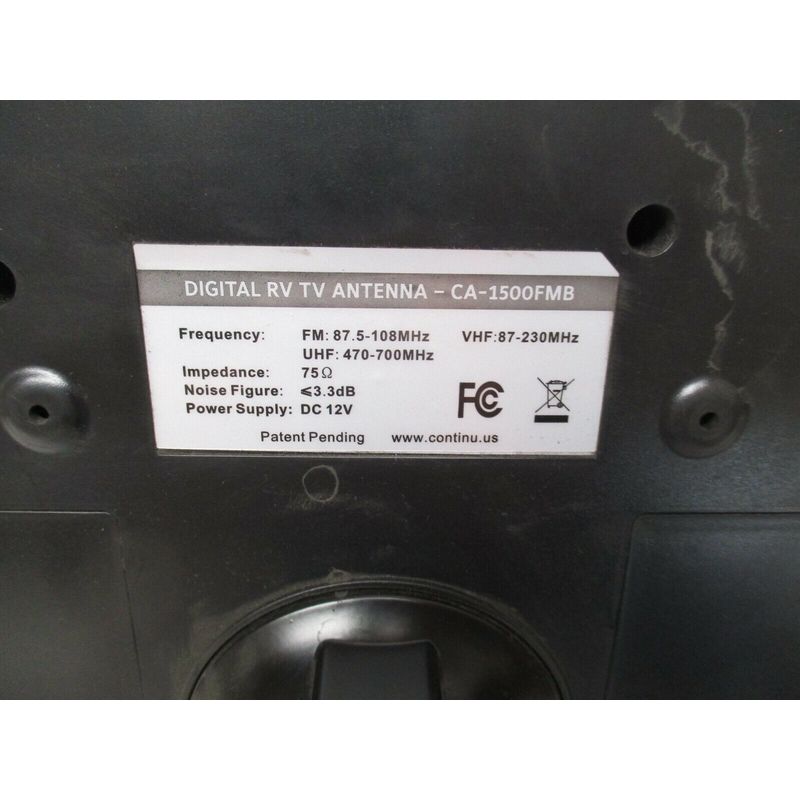 DIGITAL RV TV ANTENNA – CA-1500FMB
Frequency: FM: 87.5-108MHz VHF:87-230MHz
UHF: 470-700MHz
Impedance: 75Ω
Noise Figure: ≤3.3dB
Power Supply: DC 12V
FC
Patent Pending www.continu.us